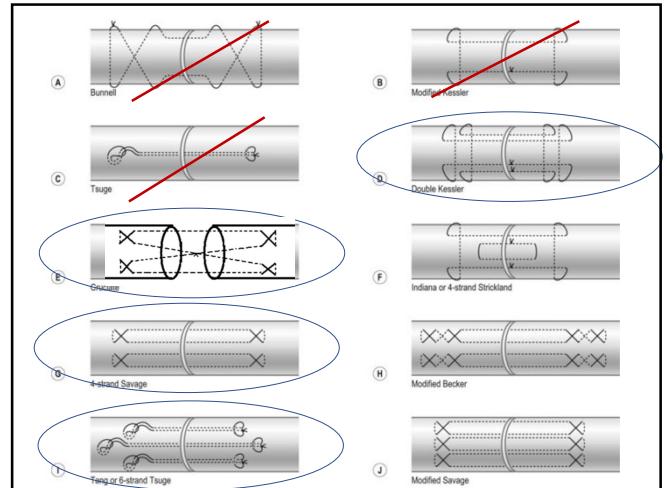 A
Bunnell
B
Modified Kessler
C
Tsuge
D
Double Kessler
E
Cruciate
F
Indiana or 4-strand Strickland
G
4-strand Savage
H
Modified Becker
I
Tang or 6-strand Tsuge
J
Modified Savage